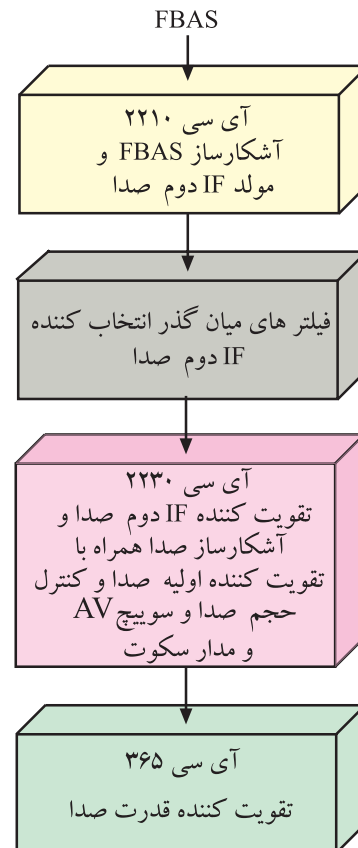 FBAS
آی سی ۲۲۱۰
آشکارساز FBAS و
مولد IF دوم صدا
فیلتر های میان گذر انتخاب کننده
IF دوم صدا
آی سی ۲۲۳۰
تقویت کننده IF دوم صدا و
آشکارساز صدا همراه با
تقویت کننده اولیه صدا و کنترل
حجم صدا و سوییچ AV
و مدار سکوت
آی سی ۳۶۵
تقویت کننده قدرت صدا